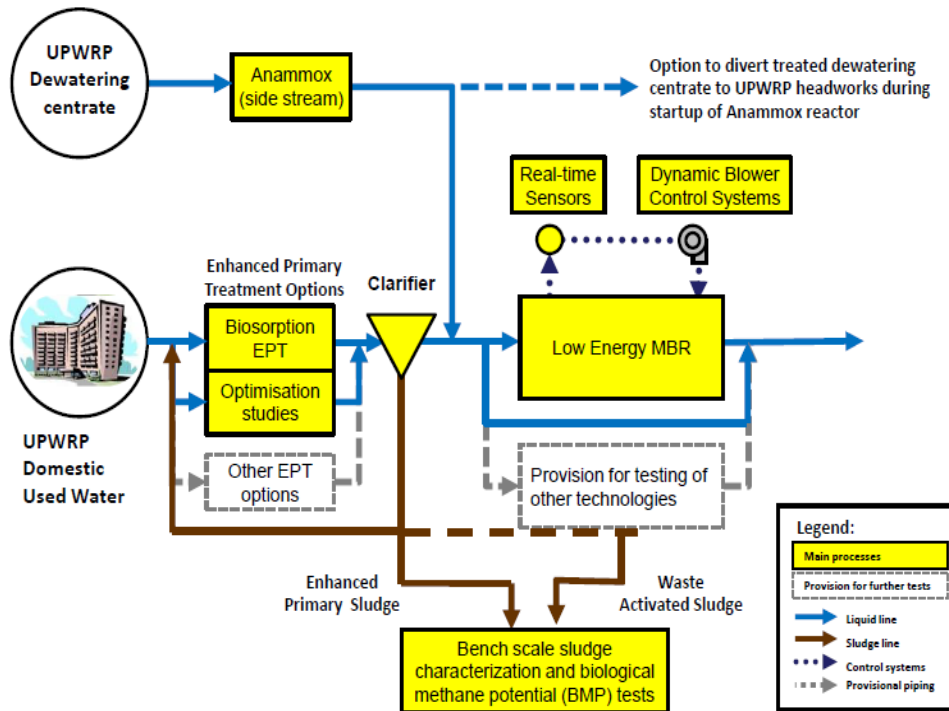 UPWRP
Dewatering
centrate
Anammox
(side stream)
Option to divert treated dewatering
centrate to UPWRP headworks during
startup of Anammox reactor
Real-time
Sensors
Dynamic Blower
Control Systems
Enhanced Primary
Treatment Options
Clarifier
Biosorption
EPT
Optimisation
studies
Low Energy MBR
UPWRP
Domestic
Used Water
Other EPT
options
Provision for testing of
other technologies
Enhanced
Primary Sludge
Waste
Activated Sludge
Bench scale sludge
characterization and biological
methane potential (BMP) tests
Legend:
Main processes
Provision for further tests
Liquid line
Sludge line
Control systems
Provisional piping